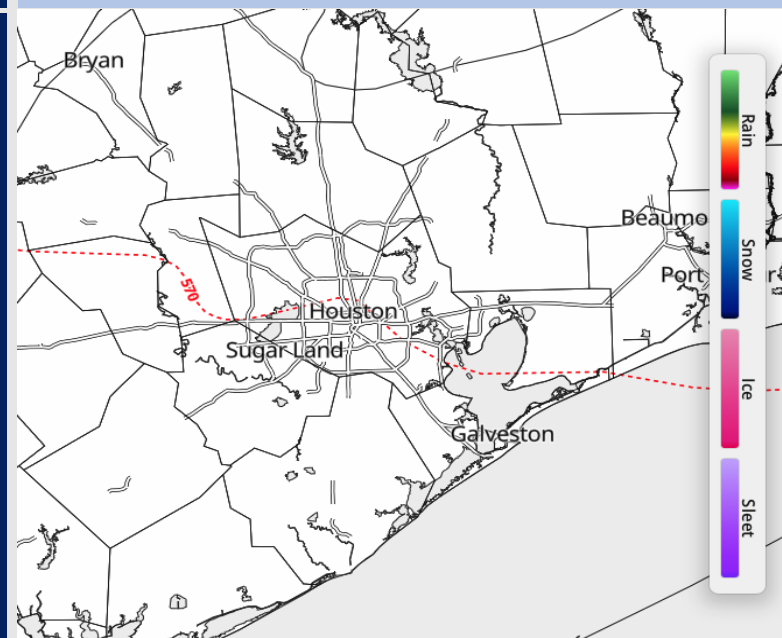 Bryan
Rain
Beaumo
Snow
Port
r
570
Houston
Sugar Land
Ice
Galveston
Sleet